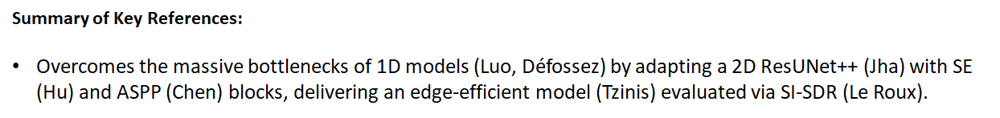 Summary of Key References:
• Overcomes the massive bottlenecks of 1D models (Luo, Défossez) by adapting a 2D ResUNet++ (Jha) with SE
(Hu) and ASPP (Chen) blocks, delivering an edge-efficient model (Tzinis) evaluated via SI-SDR (Le Roux).